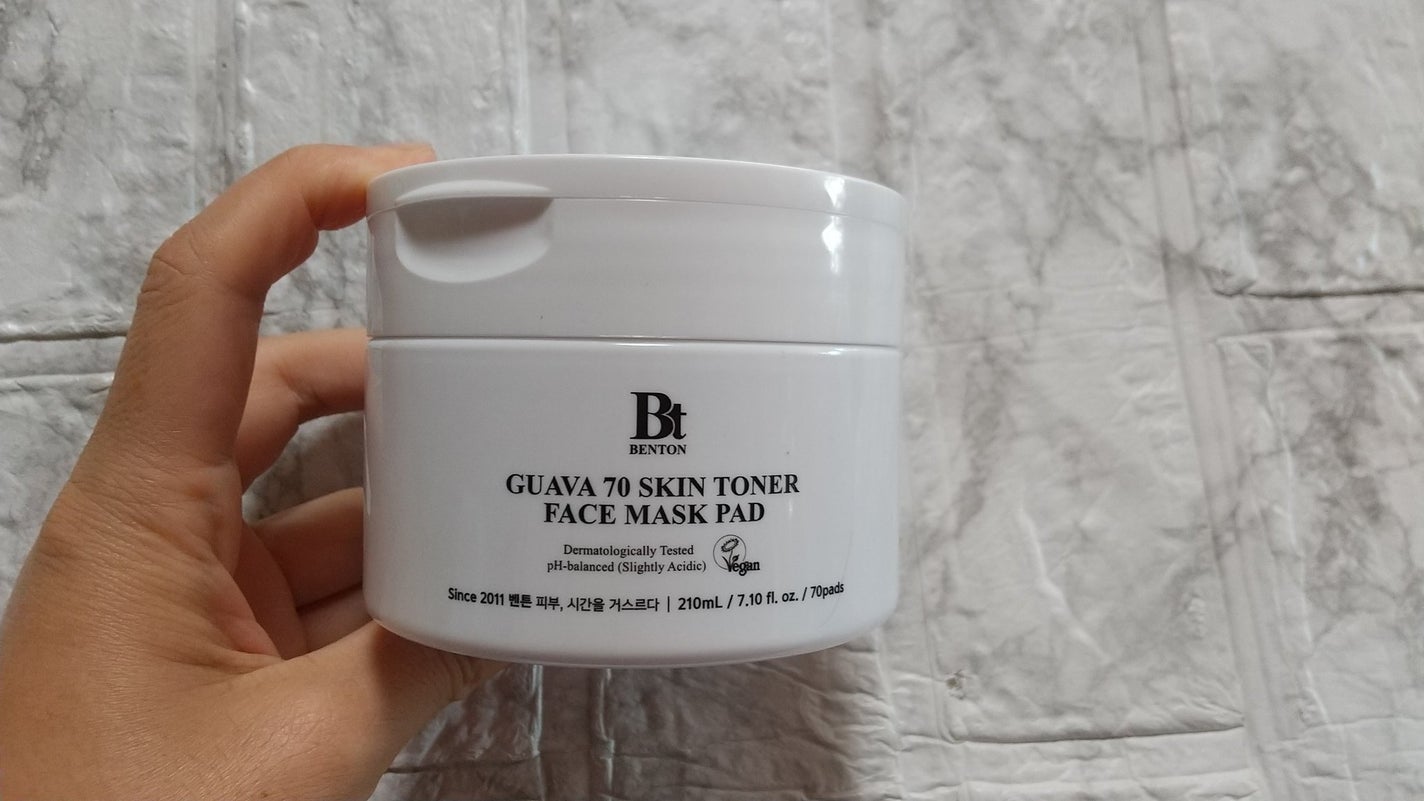 Bt
BENTON
GUAVA 70 SKIN TONER
FACE MASK PAD
Dermatologically Tested
pH-balanced (Slightly Acidic)
Vegan
Since 2011 벤튼 피부, 시간을 거스르다 | 210mL / 7.10 fl. oz. / 70pads